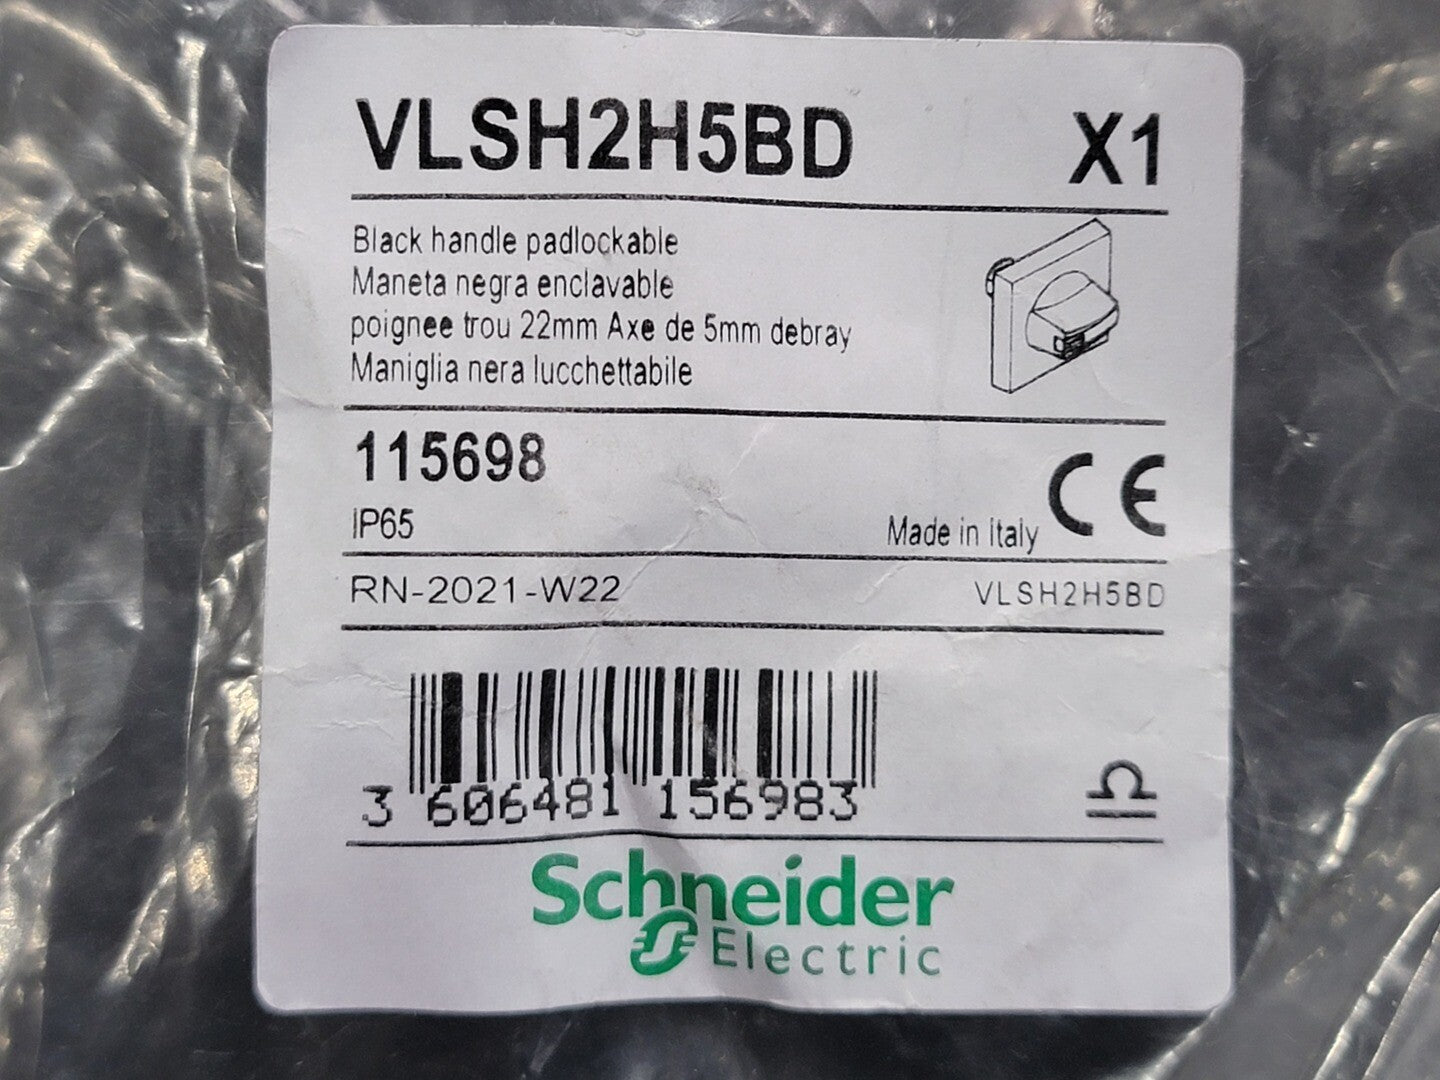 VLSH2H5BD X1
Black handle padlockable
Maneta negra enclavable
poignee trou 22mm Axe de 5mm debray
Maniglia nera lucchettabile
115698
IP65
Made in Italy CE
RN-2021-W22 VLSH2H5BD
3 606481 156983
Schneider
Electric